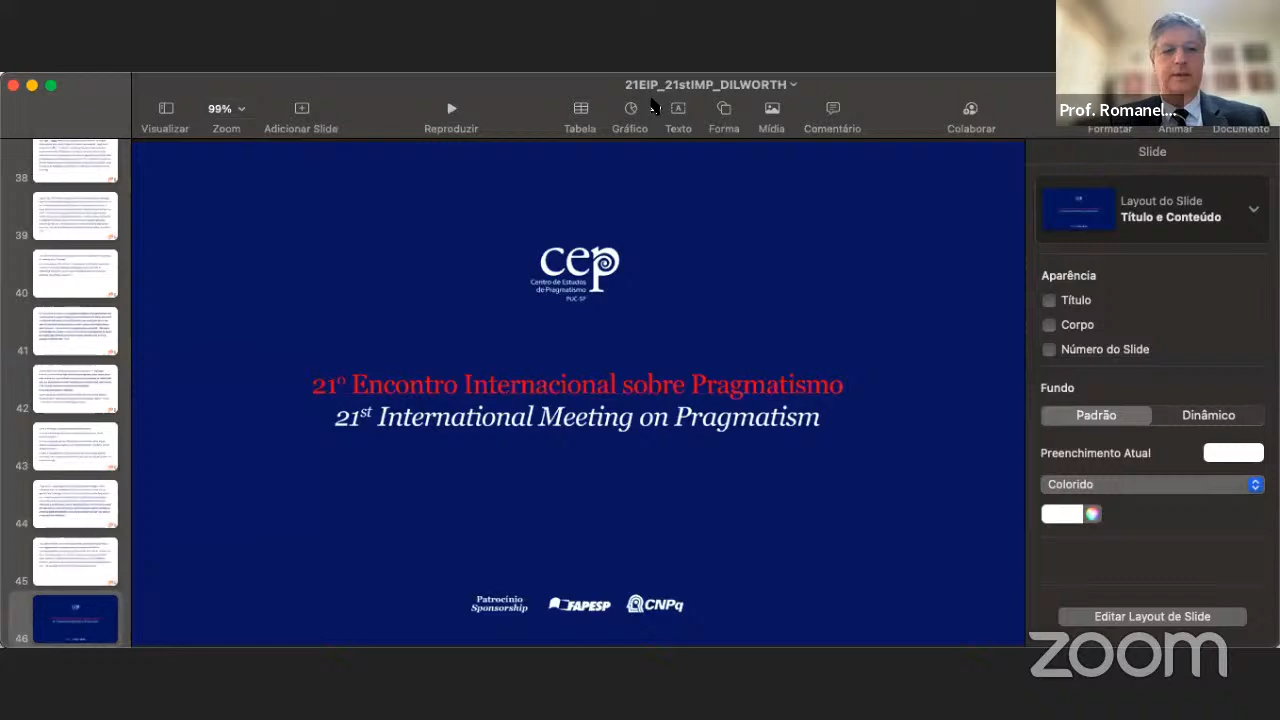 21EIP_21stIMP_DILWORTH
Prof. Romanel...
99%
Visualizar
Zoom
Adicionar Slide
Reproduzir
Tabela
Gráfico
Texto
Forma
Mídia
Comentário
Colaborar
Formatar
Animar
Documento
38
39
40
41
42
43
44
45
46
cep
Centro de Estudos
de Pragmatismo
PUC-SP
21º Encontro Internacional sobre Pragmatismo
21st International Meeting on Pragmatism
Patrocínio
Sponsorship
FAPESP
CNPq
Slide
Layout do Slide
Título e Conteúdo
Aparência
Título
Corpo
Número do Slide
Fundo
Padrão
Dinâmico
Preenchimento Atual
Colorido
Editar Layout de Slide
zoom